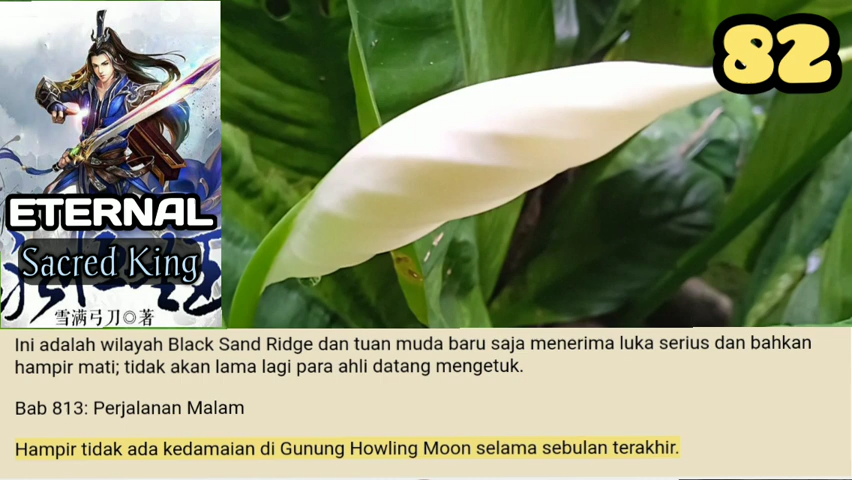 82
ETERNAL
Sacred King
雪满弓刀◎著
Ini adalah wilayah Black Sand Ridge dan tuan muda baru saja menerima luka serius dan bahkan
hampir mati; tidak akan lama lagi para ahli datang mengetuk.
Bab 813: Perjalanan Malam
Hampir tidak ada kedamaian di Gunung Howling Moon selama sebulan terakhir.